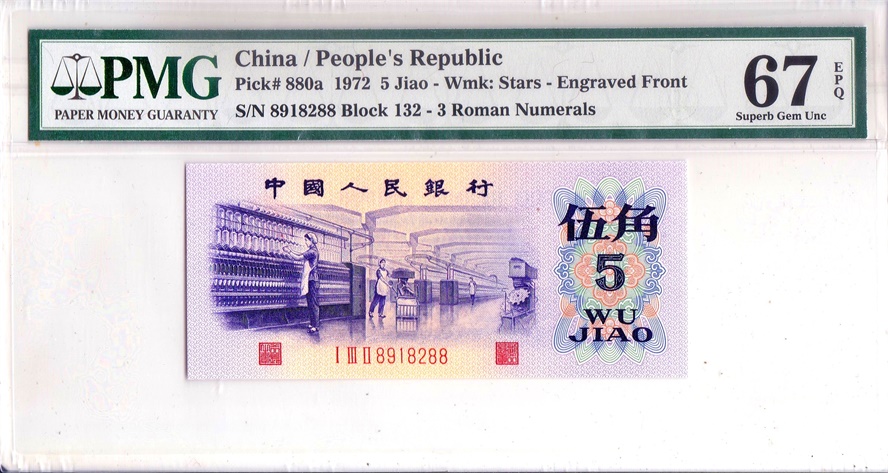 PMG
PAPER MONEY GUARANTY
China / People's Republic
Pick# 880a 1972 5 Jiao - Wmk: Stars - Engraved Front
S/N 8918288 Block 132 - 3 Roman Numerals
67
EPQ
Superb Gem Unc
中國人民銀行
伍角
5
WU
JIAO
I III II 8918288